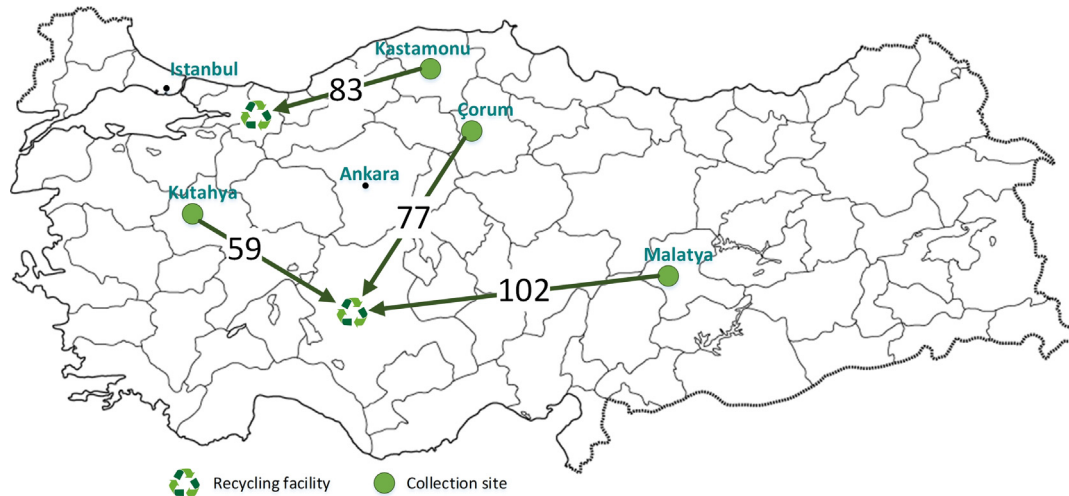 Kastamonu
Istanbul
83
Çorum
Ankara
Kutahya
77
59
Malatya
102
Recycling facility
Collection site